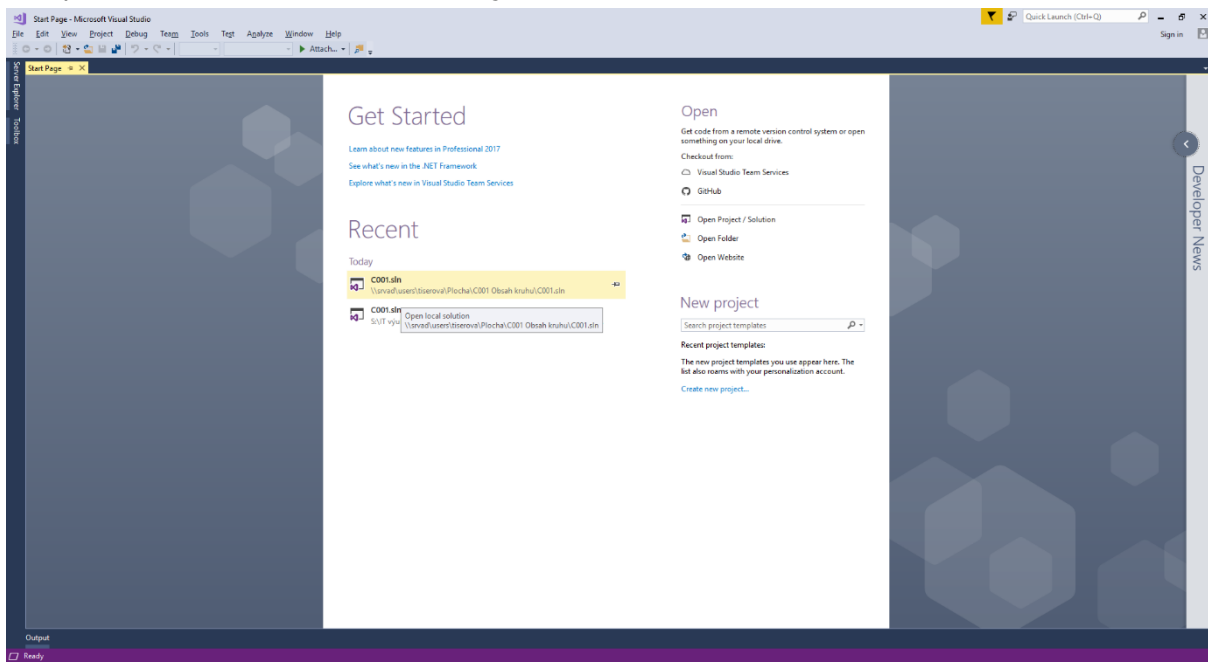 Start Page - Microsoft Visual Studio
Quick Launch (Ctrl+Q)
File Edit View Project Debug Team Tools Test Analyze Window Help
Sign in
Attach...
Server Explorer
Toolbox
Start Page
Get Started
Learn about new features in Professional 2017
See what's new in the .NET Framework
Explore what's new in Visual Studio Team Services
Recent
Today
C001.sln
\\srvad\users\tiserova\Plocha\C001 Obsah kruhu\C001.sln
C001.sln
S:\IT výu
Open local solution
\\srvad\users\tiserova\Plocha\C001 Obsah kruhu\C001.sln
Open
Get code from a remote version control system or open
something on your local drive.
Checkout from:
Visual Studio Team Services
GitHub
Open Project / Solution
Open Folder
Open Website
New project
Search project templates
Recent project templates:
The new project templates you use appear here. The
list also roams with your personalization account.
Create new project...
Developer News
Output
Ready